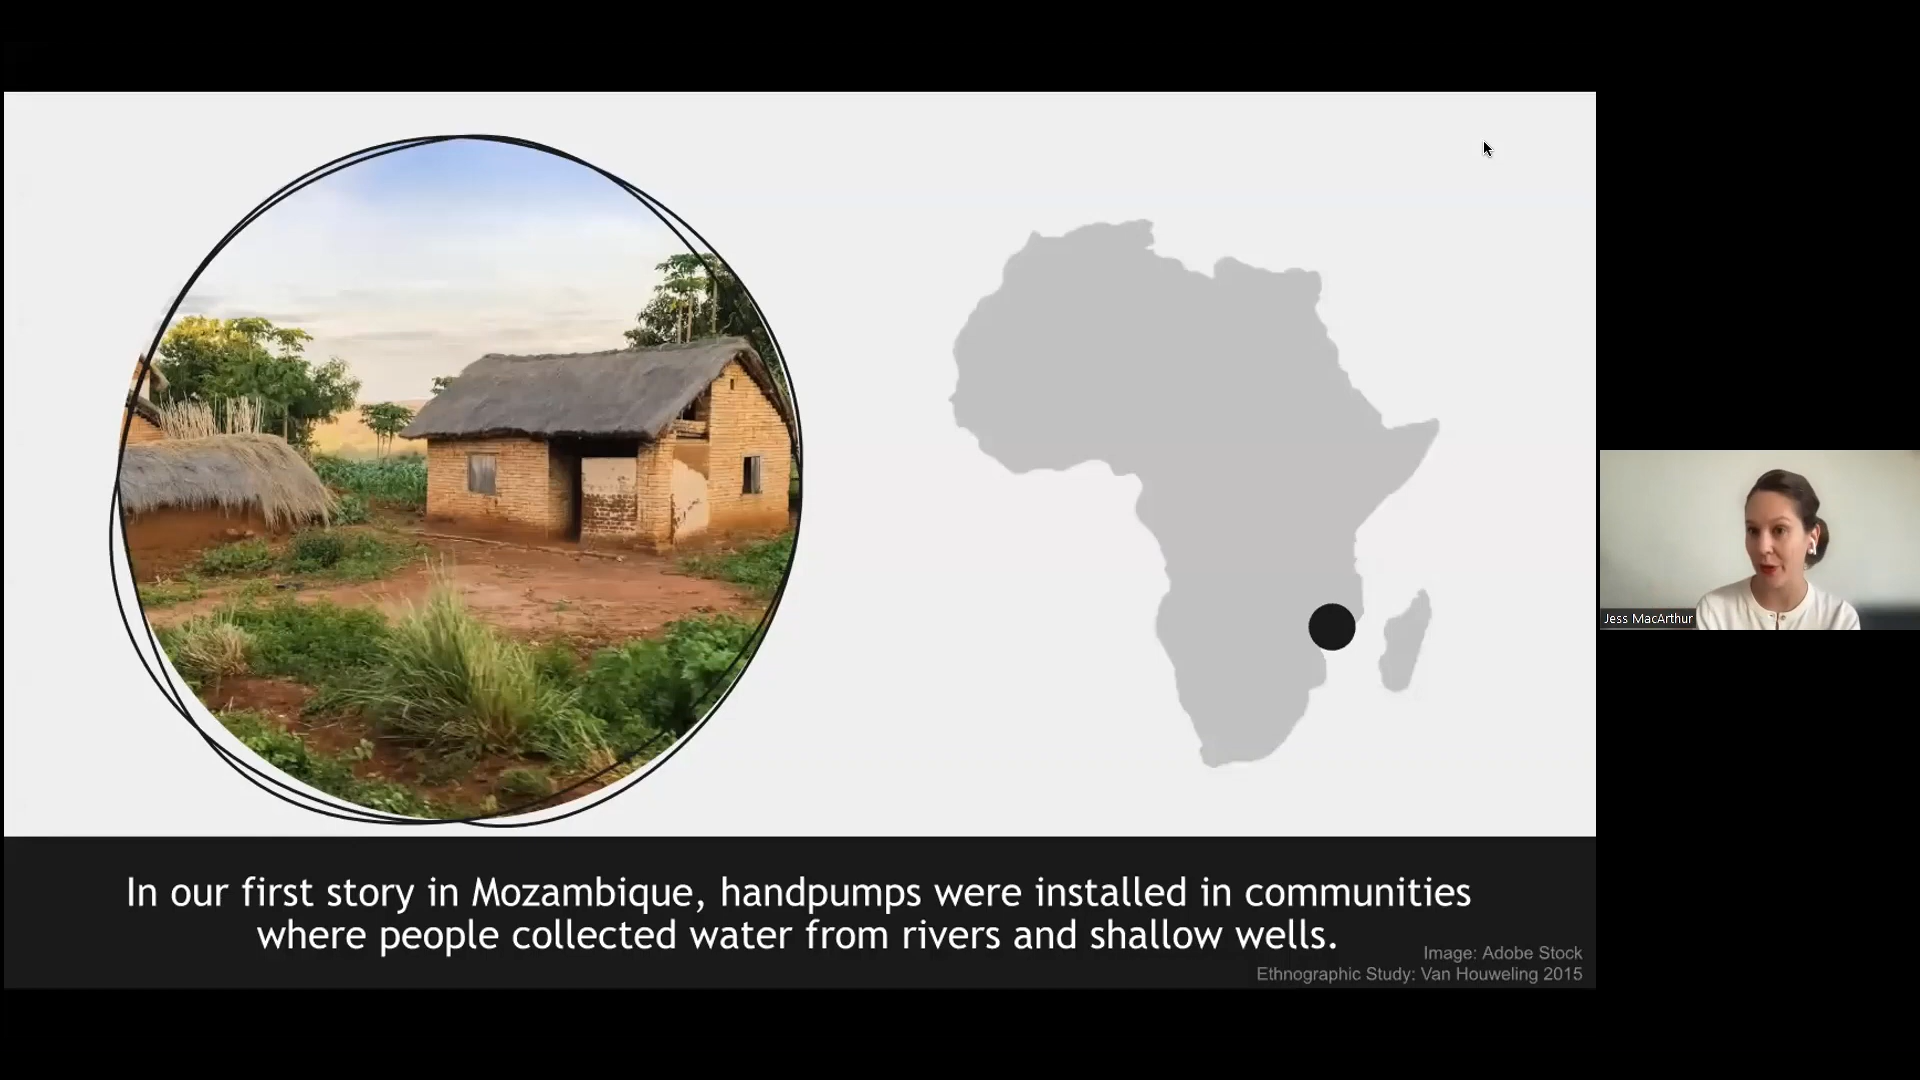 In our first story in Mozambique, handpumps were installed in communities
where people collected water from rivers and shallow wells.
Image: Adobe Stock
Ethnographic Study: Van Houweling 2015
Jess MacArthur